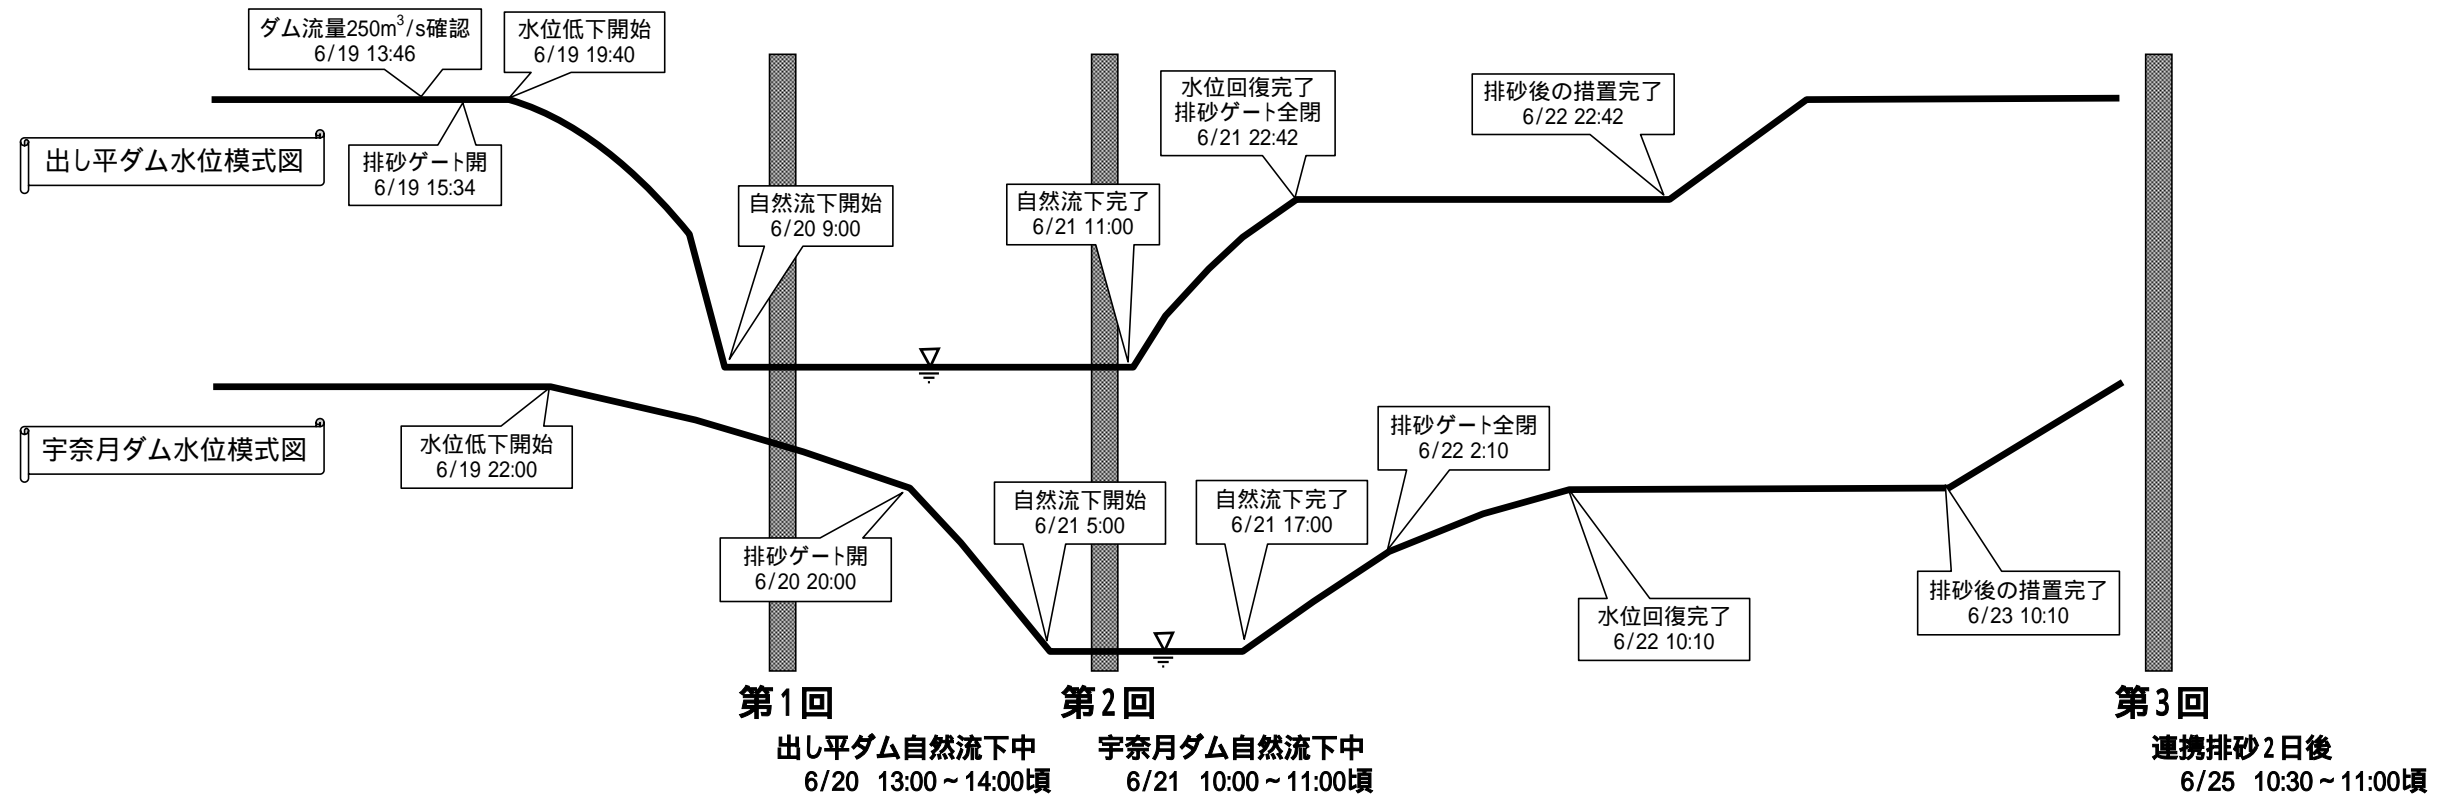 ダム流量250m³/s確認
6/19 13:46
水位低下開始
6/19 19:40
出し平ダム水位模式図
排砂ゲート開
6/19 15:34
自然流下開始
6/20 9:00
自然流下完了
6/21 11:00
水位回復完了
排砂ゲート全閉
6/21 22:42
排砂後の措置完了
6/22 22:42
宇奈月ダム水位模式図
水位低下開始
6/19 22:00
排砂ゲート開
6/20 20:00
自然流下開始
6/21 5:00
自然流下完了
6/21 17:00
排砂ゲート全閉
6/22 2:10
水位回復完了
6/22 10:10
排砂後の措置完了
6/23 10:10
第1回
出し平ダム自然流下中
6/20 13:00~14:00頃
第2回
宇奈月ダム自然流下中
6/21 10:00~11:00頃
第3回
連携排砂2日後
6/25 10:30~11:00頃